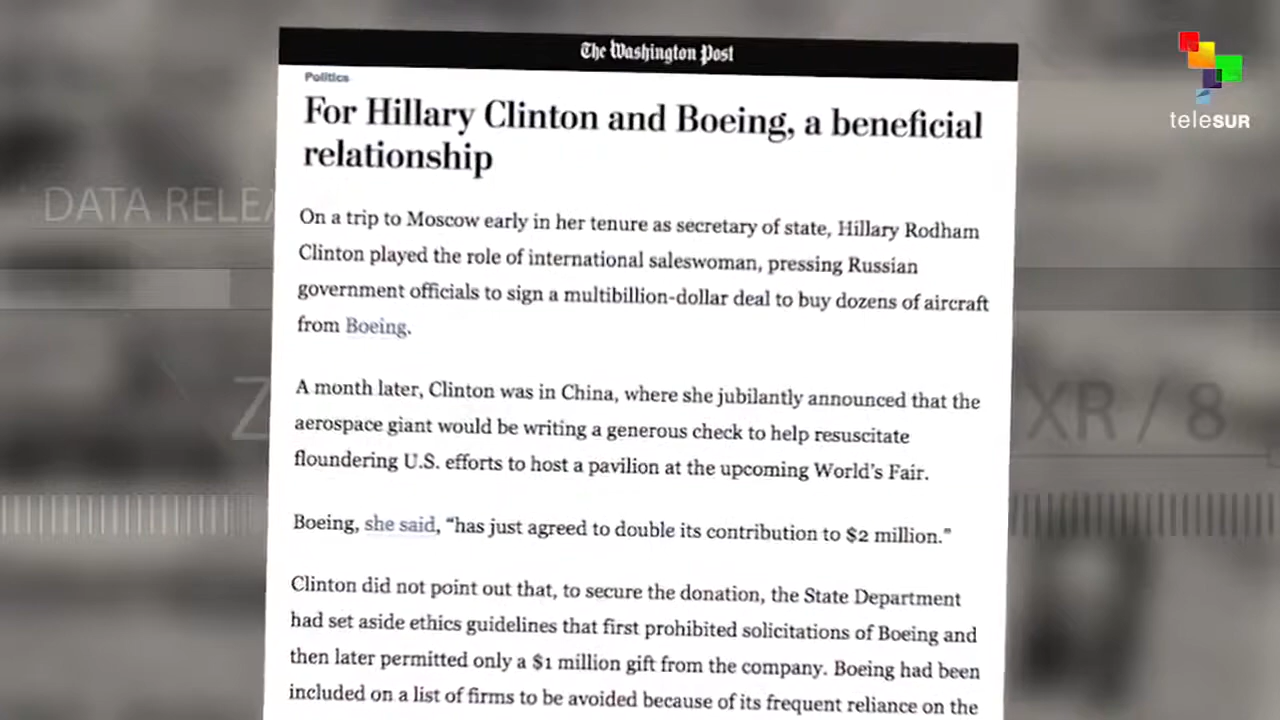 The Washington Post
teleSUR
Politics
For Hillary Clinton and Boeing, a beneficial
relationship
DATA RELEA
On a trip to Moscow early in her tenure as secretary of state, Hillary Rodham
Clinton played the role of international saleswoman, pressing Russian
government officials to sign a multibillion-dollar deal to buy dozens of aircraft
from Boeing.
A month later, Clinton was in China, where she jubilantly announced that the
aerospace giant would be writing a generous check to help resuscitate
floundering U.S. efforts to host a pavilion at the upcoming World’s Fair.
Z
XR / 8
Boeing, she said, “has just agreed to double its contribution to $2 million.”
Clinton did not point out that, to secure the donation, the State Department
had set aside ethics guidelines that first prohibited solicitations of Boeing and
then later permitted only a $1 million gift from the company. Boeing had been
included on a list of firms to be avoided because of its frequent reliance on the